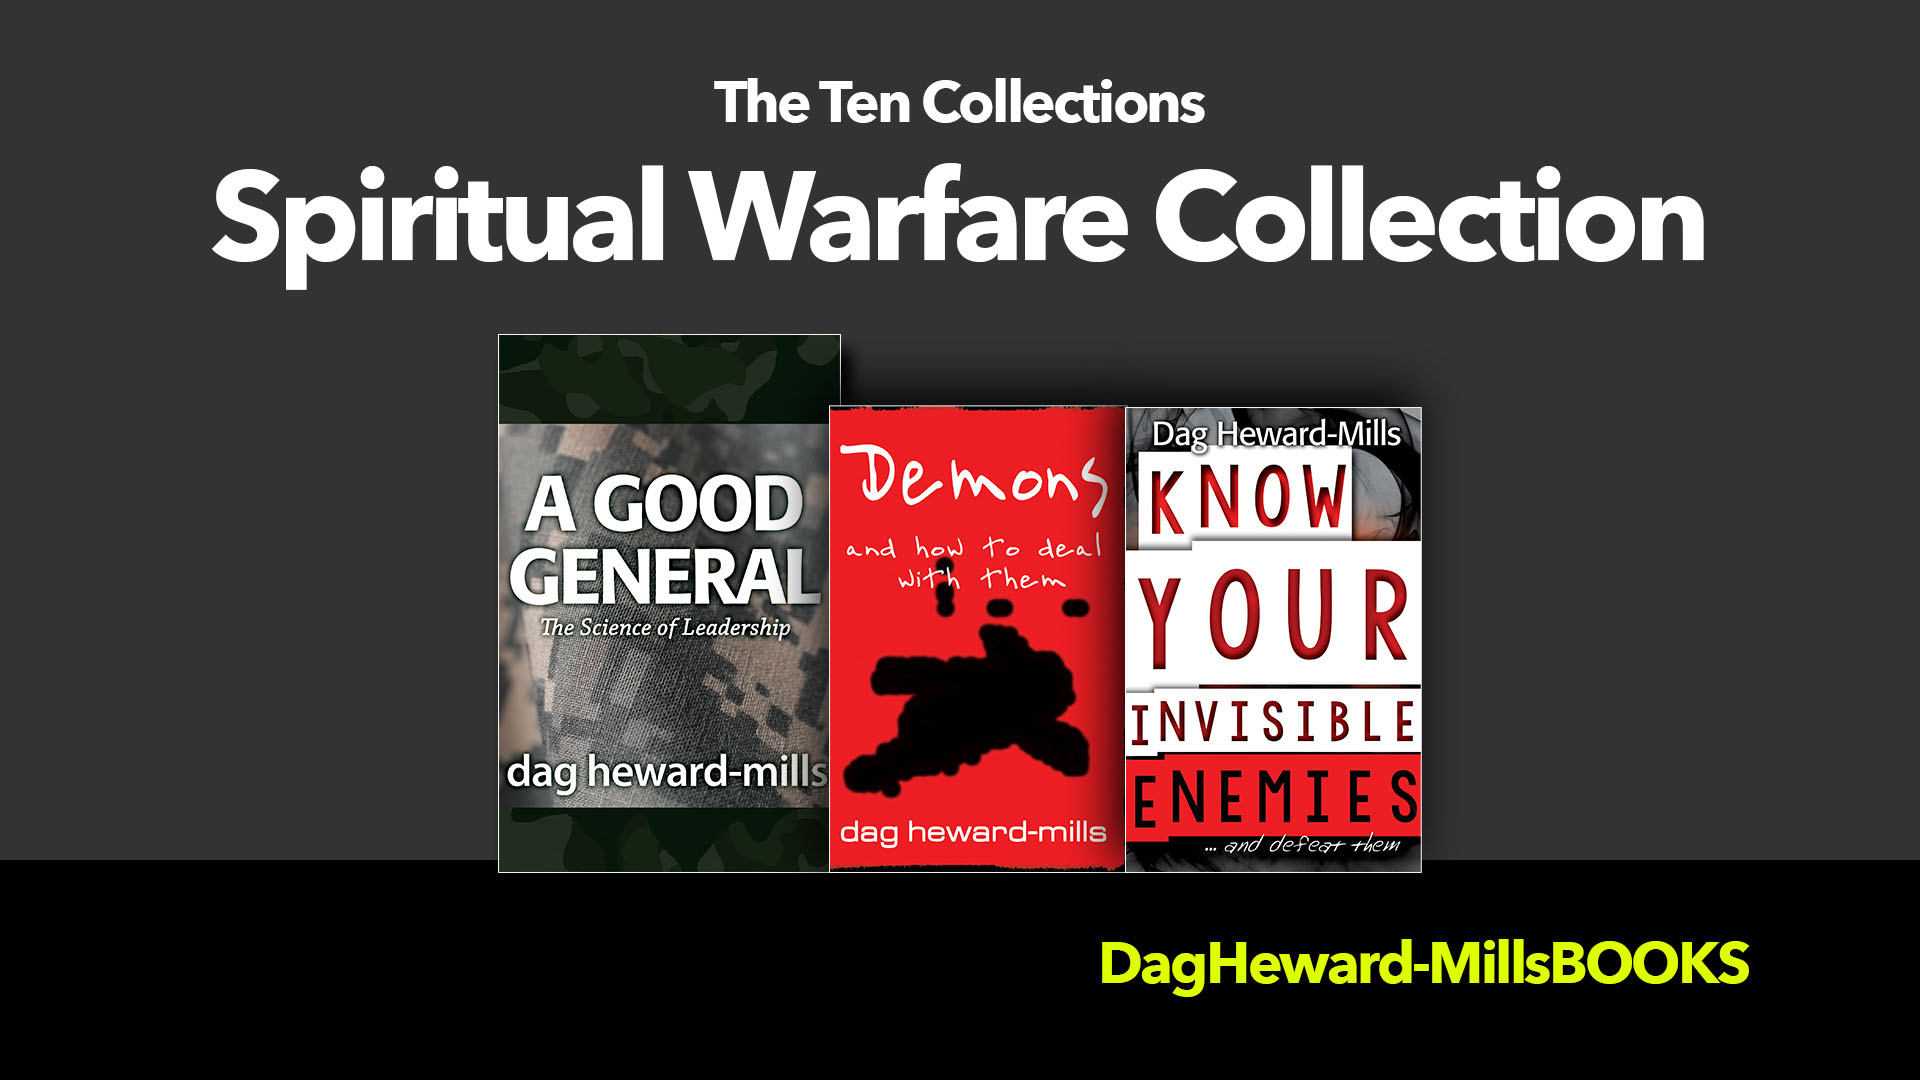 The Ten Collections
Spiritual Warfare Collection
A GOOD
GENERAL
The Science of Leadership
dag heward-mills
Demons
and how to deal
with them
dag heward-mills
Dag Heward-Mills
KNOW
YOUR
INVISIBLE
ENEMIES
... and defeat them
DagHeward-MillsBOOKS